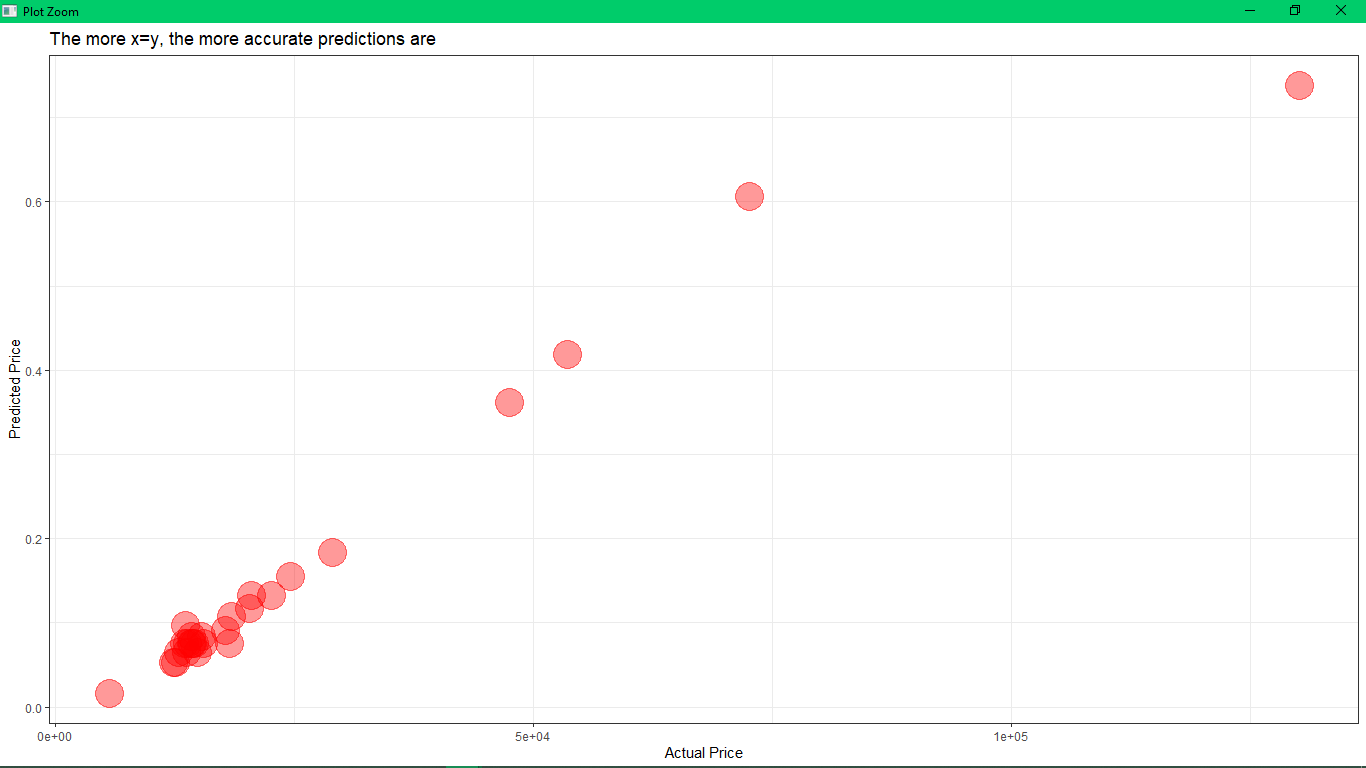 Plot Zoom
The more x=y, the more accurate predictions are
Predicted Price
0.6
0.4
0.2
0.0
0e+00 5e+04 1e+05
Actual Price